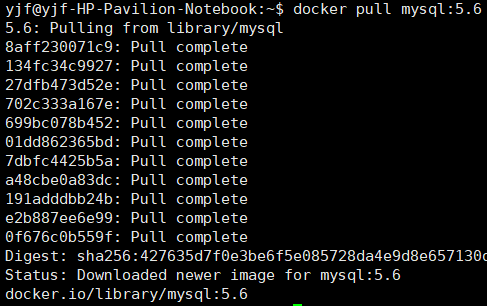 yjf@yjf-HP-Pavilion-Notebook:~$ docker pull mysql:5.6
5.6: Pulling from library/mysql
8aff230071c9: Pull complete
134fc34c9927: Pull complete
27dfb473d52e: Pull complete
702c333a167e: Pull complete
699bc078b452: Pull complete
01dd862365bd: Pull complete
7dbfc4425b5a: Pull complete
a48cbe0a83dc: Pull complete
191adddbb24b: Pull complete
e2b887ee6e99: Pull complete
0f676c0b559f: Pull complete
Digest: sha256:427635d7f0e3be6f5e085728da4e9d8e657130c
Status: Downloaded newer image for mysql:5.6
docker.io/library/mysql:5.6